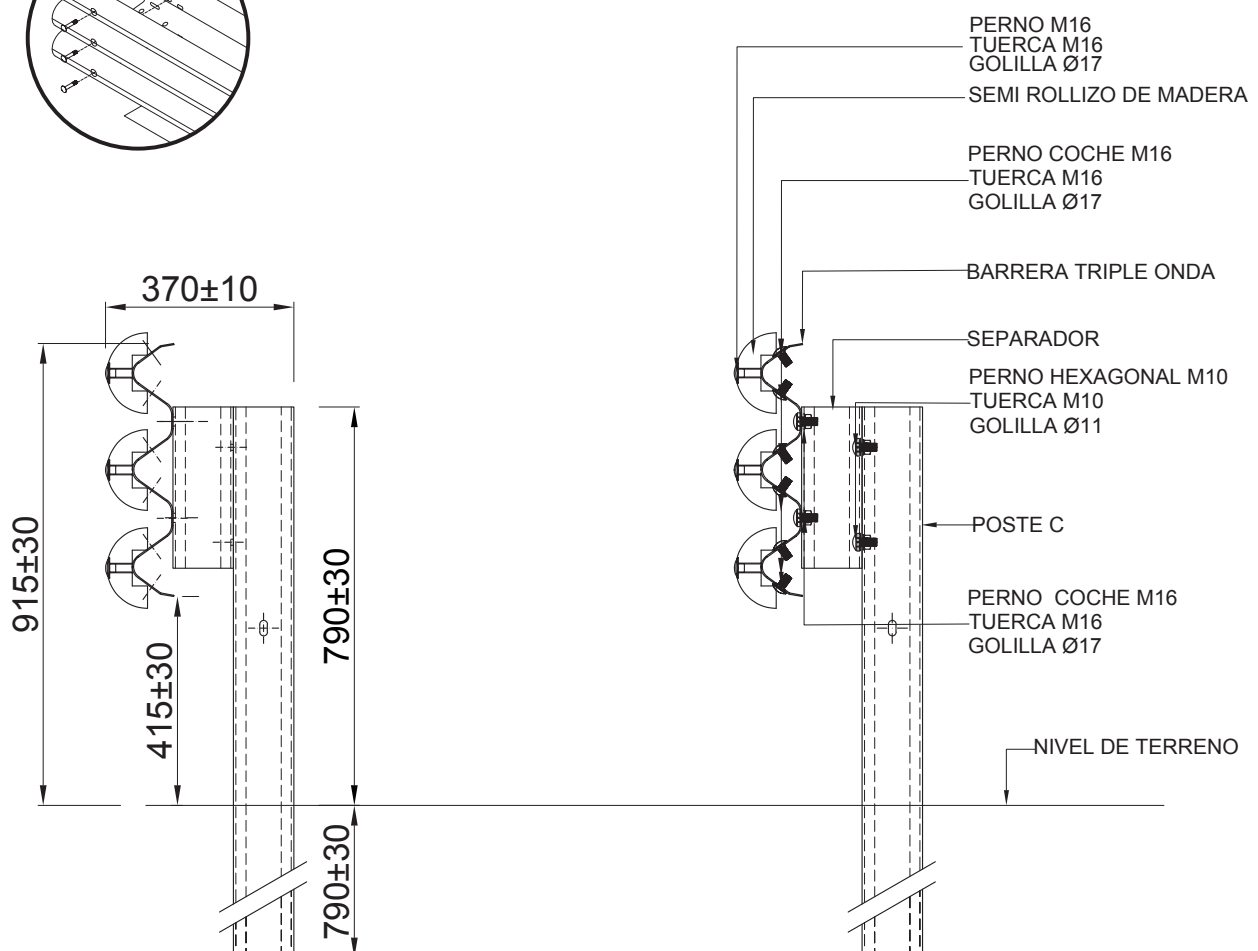 PERNO M16
TUERCA M16
GOLILLA Ø17
SEMI ROLLIZO DE MADERA
PERNO COCHE M16
TUERCA M16
GOLILLA Ø17
BARRERA TRIPLE ONDA
370±10
SEPARADOR
PERNO HEXAGONAL M10
TUERCA M10
GOLILLA Ø11
POSTE C
915±30
790±30
415±30
PERNO COCHE M16
TUERCA M16
GOLILLA Ø17
NIVEL DE TERRENO
790±30